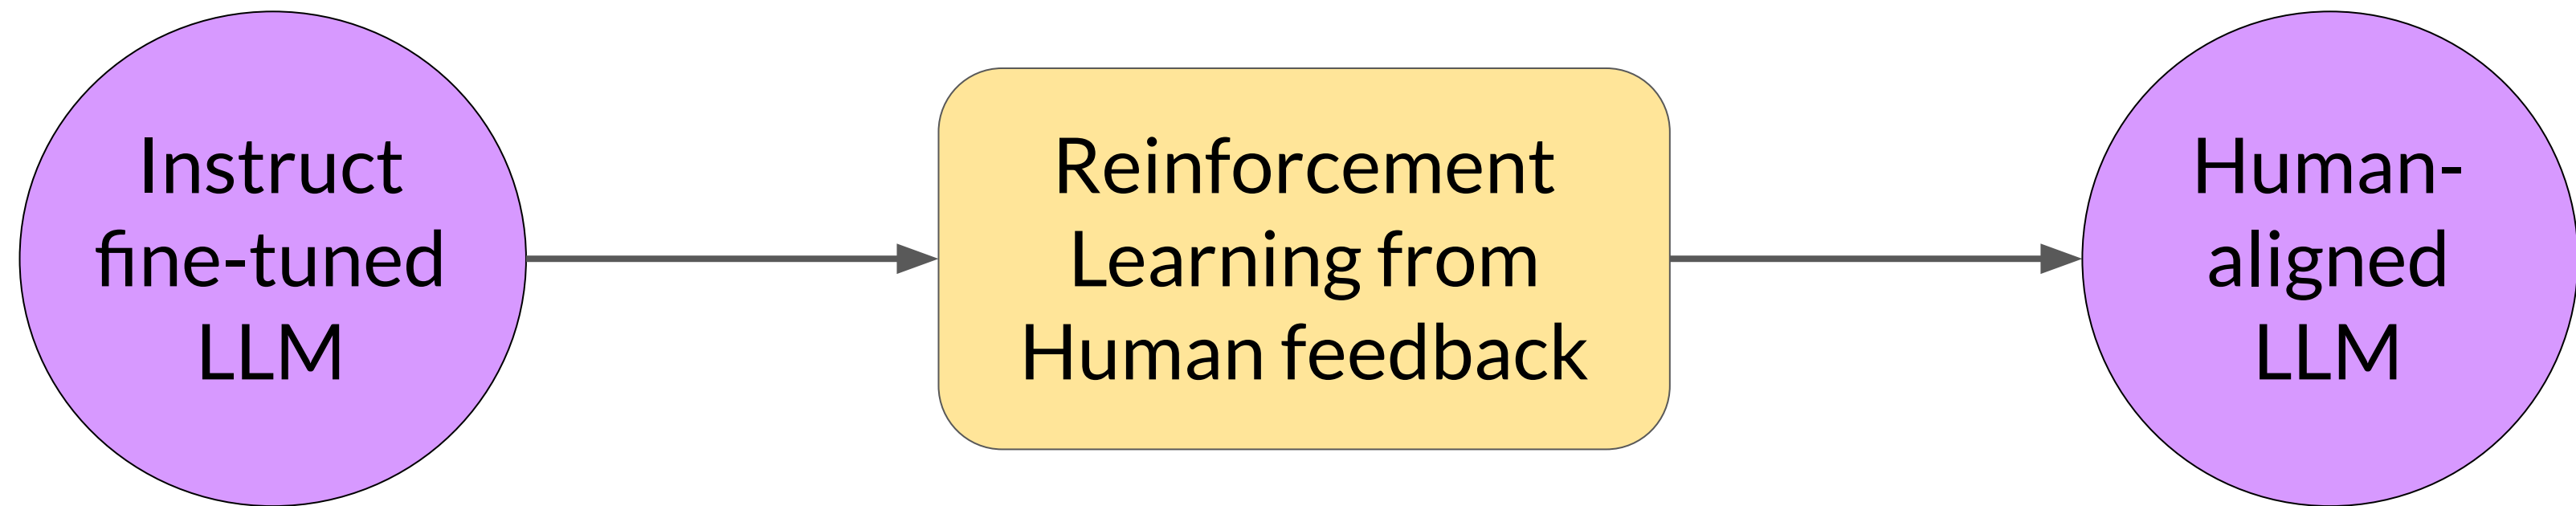 Instruct
fine-tuned
LLM
Reinforcement
Learning from
Human feedback
Human-
aligned
LLM